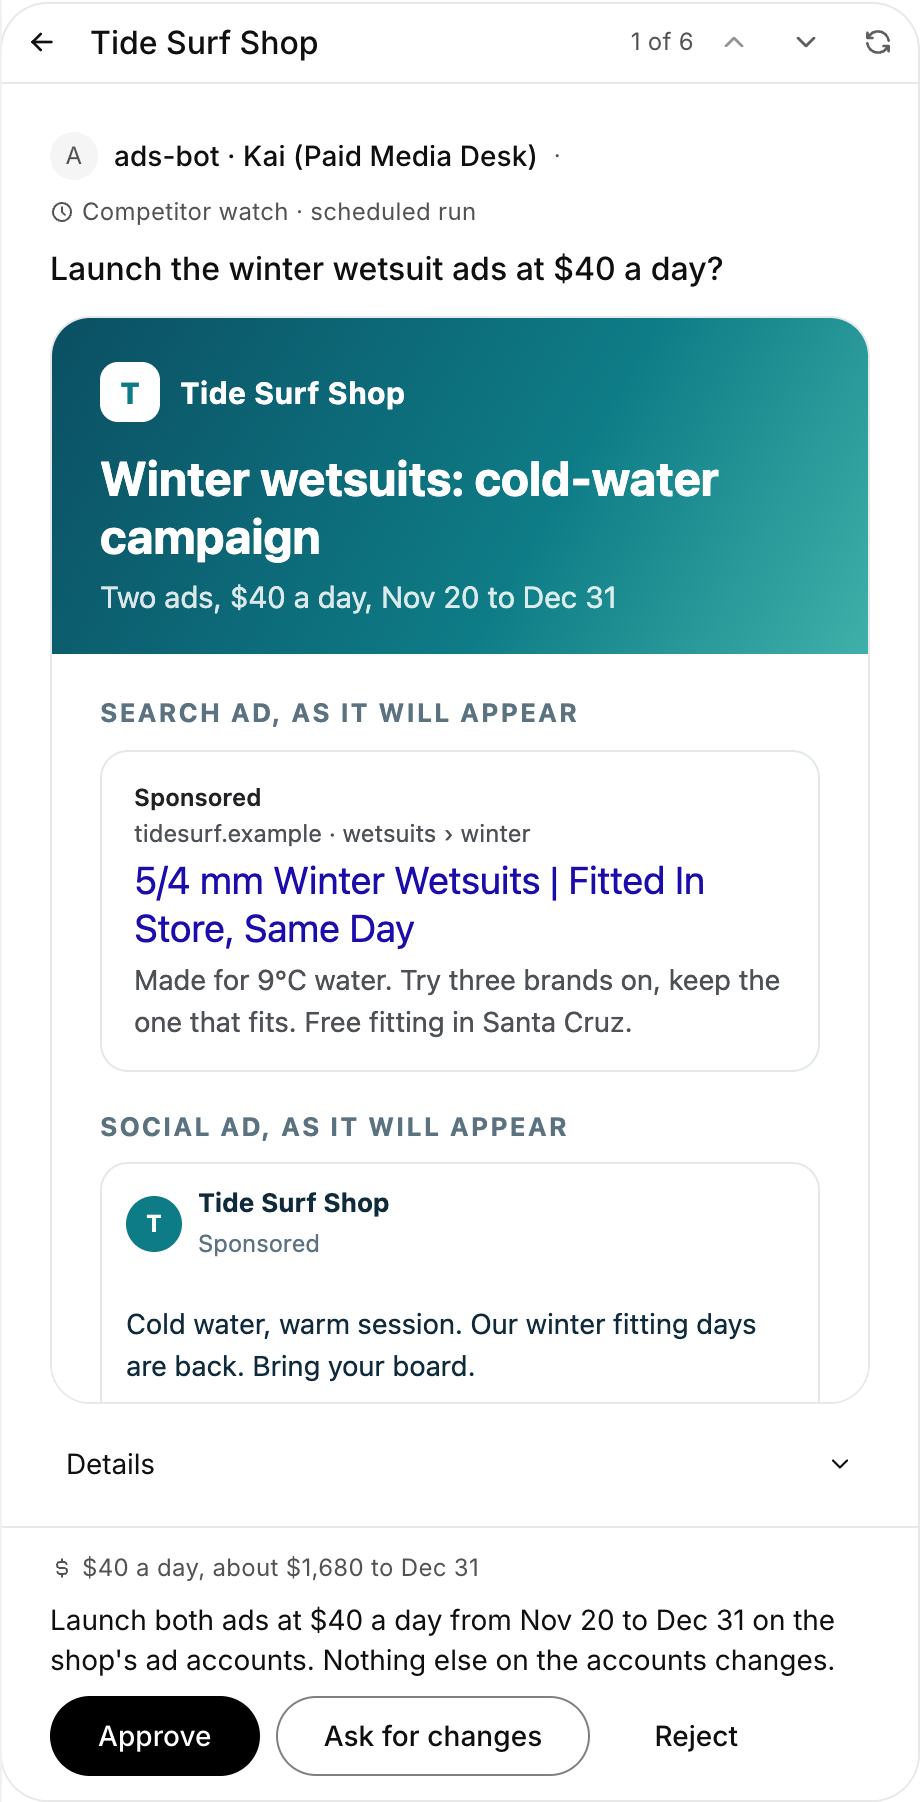 Tide Surf Shop
1 of 6
A
ads-bot · Kai (Paid Media Desk) ·
Competitor watch · scheduled run
Launch the winter wetsuit ads at $40 a day?
T
Tide Surf Shop
Winter wetsuits: cold-water
campaign
Two ads, $40 a day, Nov 20 to Dec 31
SEARCH AD, AS IT WILL APPEAR
Sponsored
tidesurf.example · wetsuits › winter
5/4 mm Winter Wetsuits | Fitted In
Store, Same Day
Made for 9°C water. Try three brands on, keep the
one that fits. Free fitting in Santa Cruz.
SOCIAL AD, AS IT WILL APPEAR
T
Tide Surf Shop
Sponsored
Cold water, warm session. Our winter fitting days
are back. Bring your board.
Details
$ $40 a day, about $1,680 to Dec 31
Launch both ads at $40 a day from Nov 20 to Dec 31 on the
shop's ad accounts. Nothing else on the accounts changes.
Approve
Ask for changes
Reject